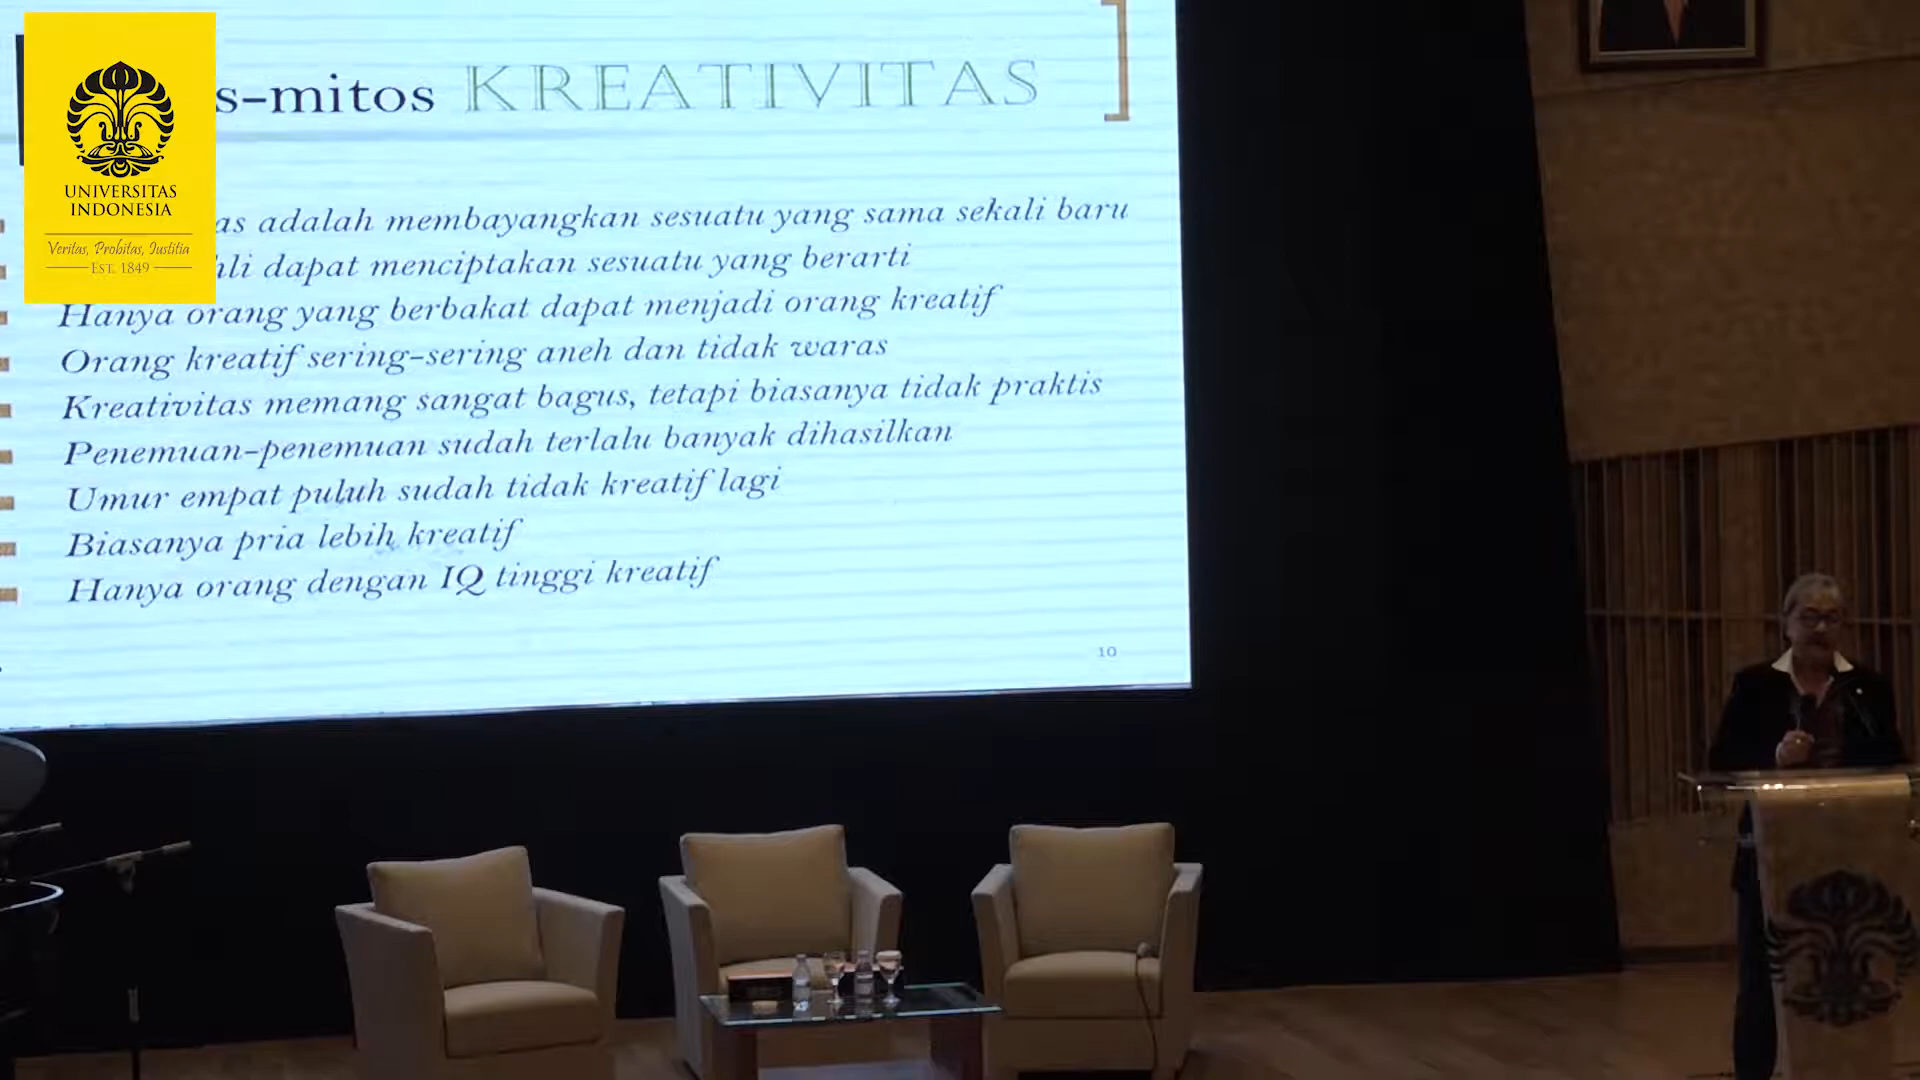 UNIVERSITAS
INDONESIA
Veritas, Probitas, Justitia
EST. 1849
s-mitos KREATIVITAS
as adalah membayangkan sesuatu yang sama sekali baru
hli dapat menciptakan sesuatu yang berarti
Hanya orang yang berbakat dapat menjadi orang kreatif
Orang kreatif sering-sering aneh dan tidak waras
Kreativitas memang sangat bagus, tetapi biasanya tidak praktis
Penemuan-penemuan sudah terlalu banyak dihasilkan
Umur empat puluh sudah tidak kreatif lagi
Biasanya pria lebih kreatif
Hanya orang dengan IQ tinggi kreatif
10